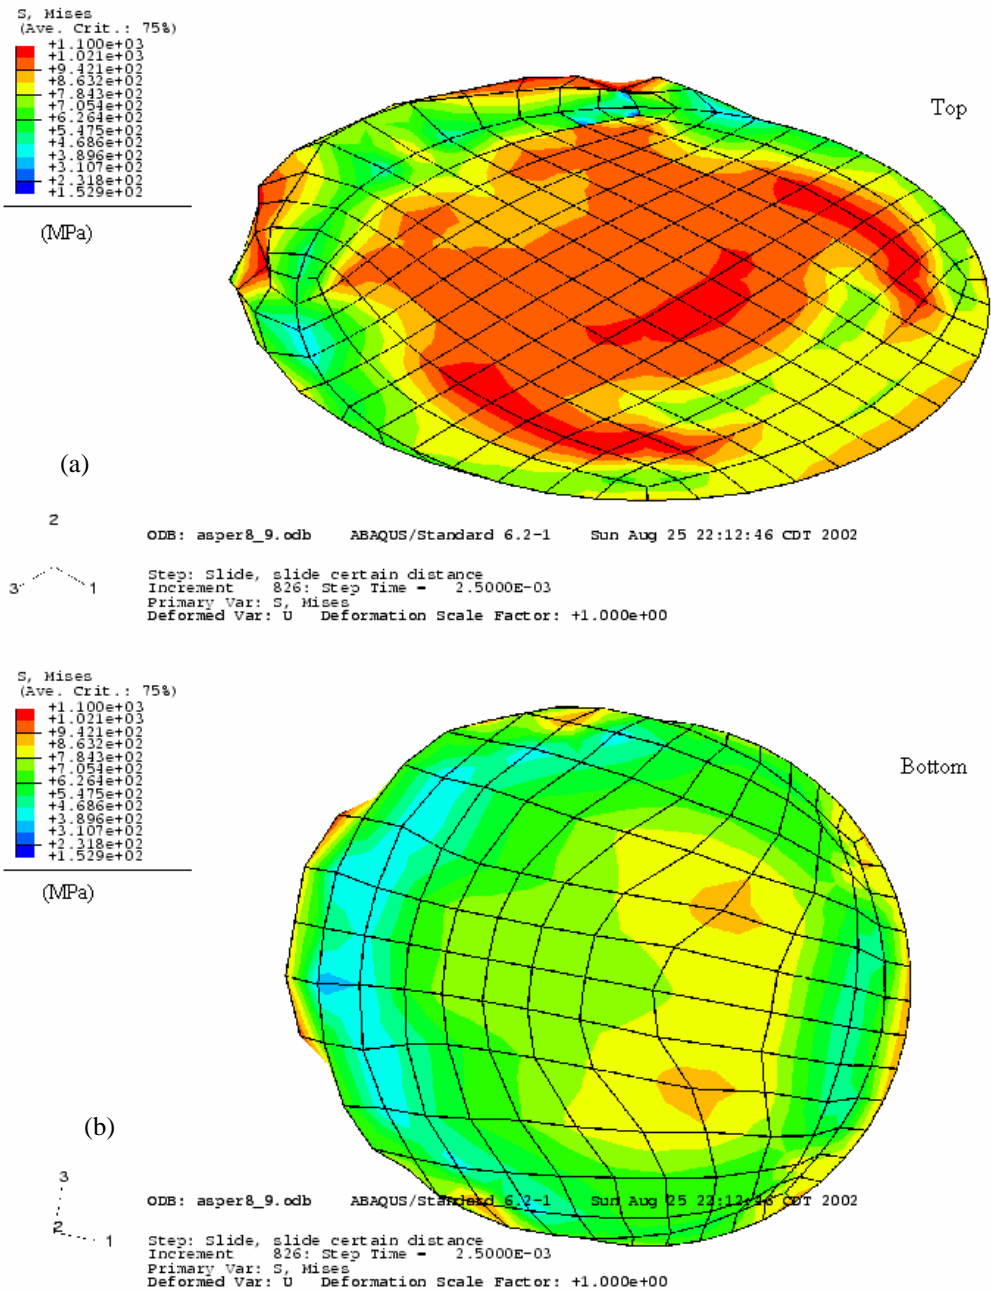 S, Mises
(Ave. Crit.: 75%)
+1.100e+03
+1.021e+03
+9.421e+02
+8.632e+02
+7.843e+02
+7.054e+02
+6.264e+02
+5.475e+02
+4.686e+02
+3.896e+02
+3.107e+02
+2.318e+02
+1.529e+02
(MPa)
Top
(a)
2
3
1
ODB: asper8_9.odb ABAQUS/Standard 6.2-1 Sun Aug 25 22:12:46 CDT 2002
Step: Slide, slide certain distance
Increment 826: Step Time = 2.5000E-03
Primary Var: S, Mises
Deformed Var: U Deformation Scale Factor: +1.000e+00
S, Mises
(Ave. Crit.: 75%)
+1.100e+03
+1.021e+03
+9.421e+02
+8.632e+02
+7.843e+02
+7.054e+02
+6.264e+02
+5.475e+02
+4.686e+02
+3.896e+02
+3.107e+02
+2.318e+02
+1.529e+02
(MPa)
Bottom
(b)
3
2
1
ODB: asper8_9.odb ABAQUS/Standard 6.2-1 Sun Aug 25 22:12:46 CDT 2002
Step: Slide, slide certain distance
Increment 826: Step Time = 2.5000E-03
Primary Var: S, Mises
Deformed Var: U Deformation Scale Factor: +1.000e+00